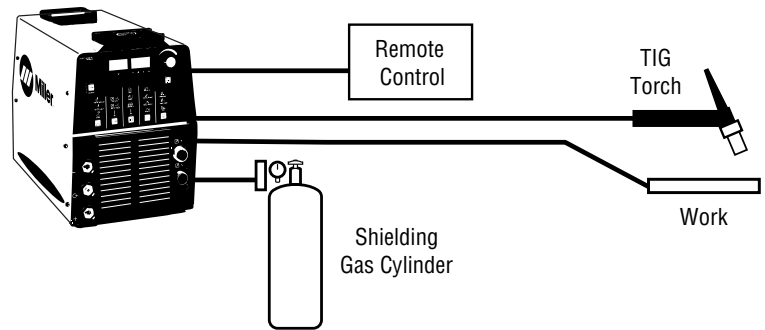 Miller
Remote
Control
TIG
Torch
Work
Shielding
Gas Cylinder